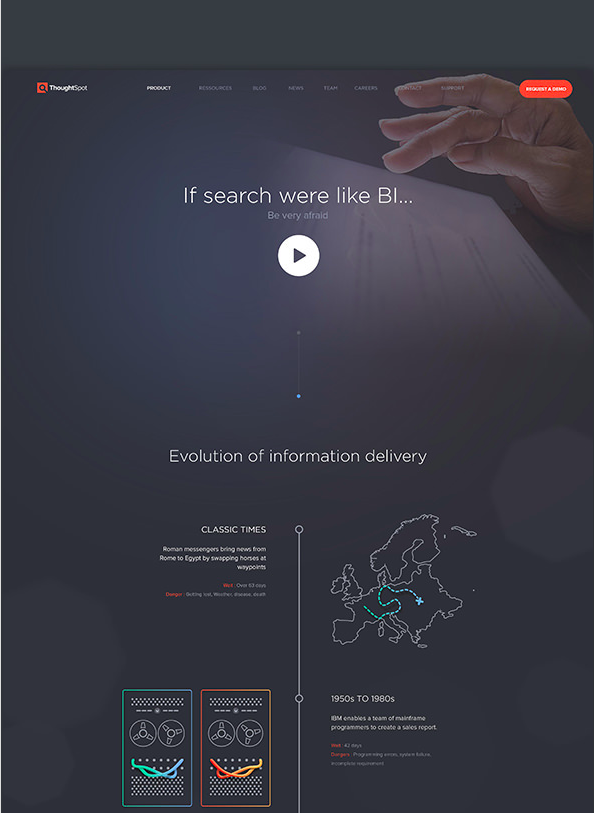 ThoughtSpot
PRODUCT RESSOURCES BLOG NEWS TEAM CAREERS CONTACT SUPPORT REQUEST A DEMO
If search were like BI...
Be very afraid
Evolution of information delivery
CLASSIC TIMES
Roman messengers bring news from
Rome to Egypt by swapping horses at
waypoints
Wait : Over 63 days
Danger : Getting lost, Weather, disease, death
1950s TO 1980s
IBM enables a team of mainframe
programmers to create a sales report.
Wait : 42 days
Dangers : Programming errors, system failure,
incomplete requirement